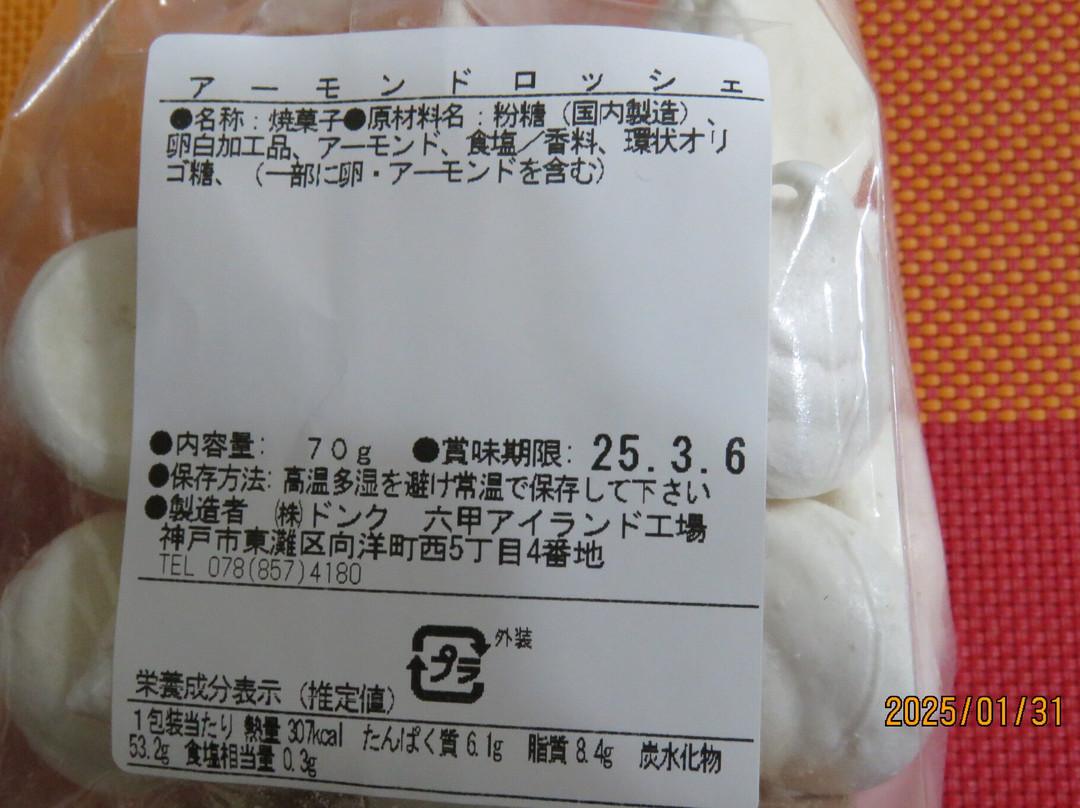 アーモンドロッシェ
●名称：焼菓子●原材料名：粉糖（国内製造）、
卵白加工品、アーモンド、食塩／香料、環状オリ
ゴ糖、（一部に卵・アーモンドを含む）
●内容量： 70g ●賞味期限：25.3.6
●保存方法：高温多湿を避け常温で保存して下さい
●製造者 ㈱ドンク 六甲アイランド工場
神戸市東灘区向洋町西5丁目4番地
TEL 078(857)4180
プラ 外装
栄養成分表示（推定値）
1包装当たり 熱量 307kcal たんぱく質 6.1g 脂質 8.4g 炭水化物
53.2g 食塩相当量 0.3g
2025/01/31